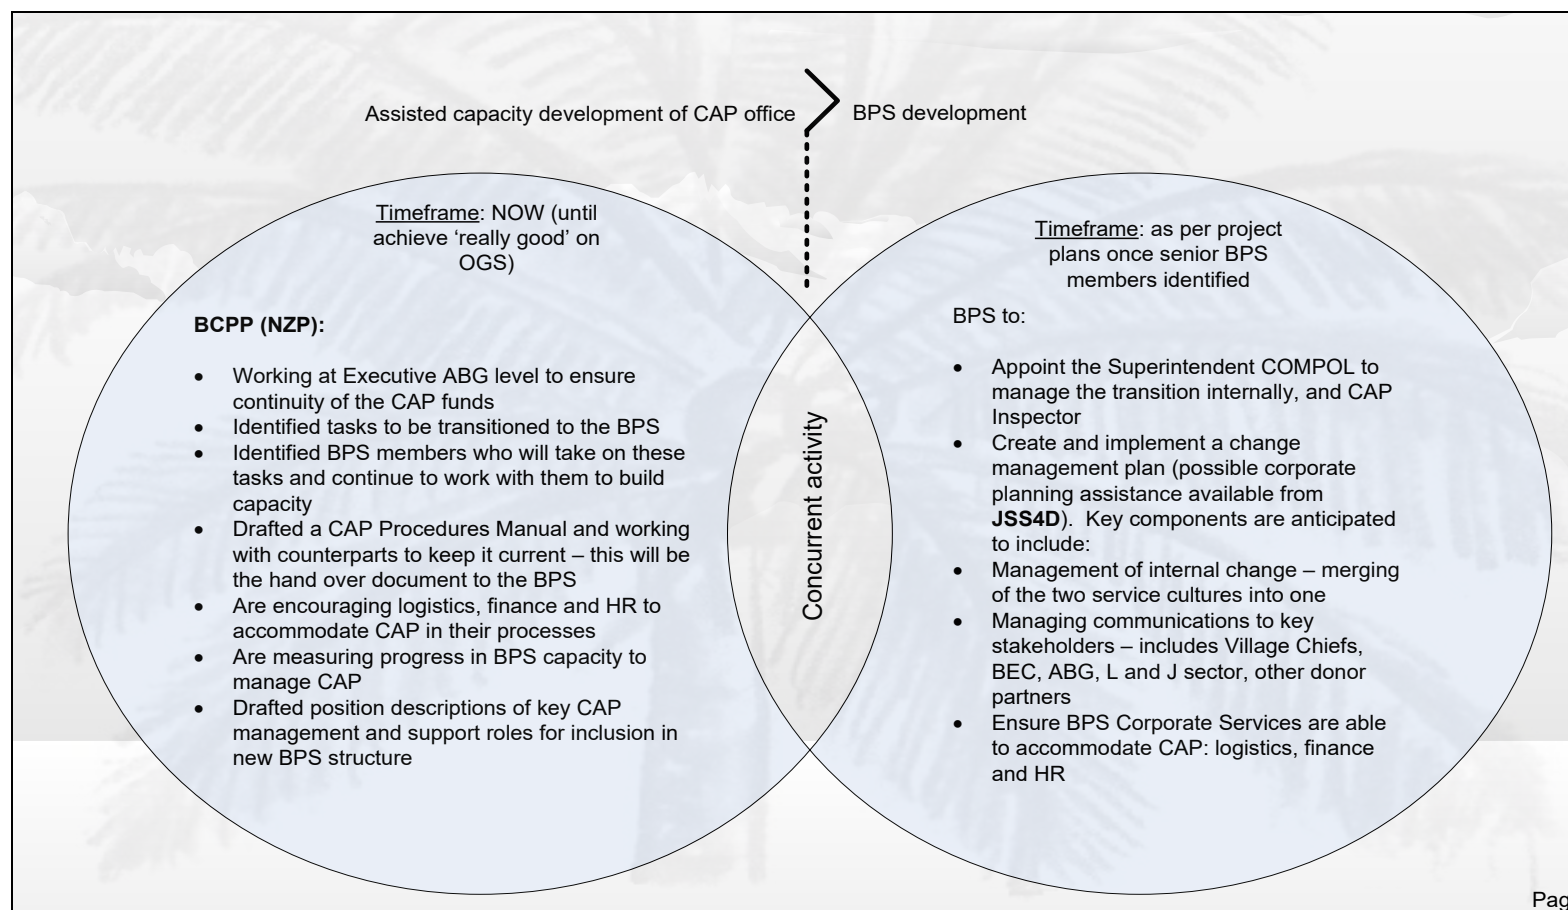 Assisted capacity development of CAP office
BPS development
Timeframe: NOW (until
achieve ‘really good’ on
OGS)
BCPP (NZP):
• Working at Executive ABG level to ensure
continuity of the CAP funds
• Identified tasks to be transitioned to the BPS
• Identified BPS members who will take on these
tasks and continue to work with them to build
capacity
• Drafted a CAP Procedures Manual and working
with counterparts to keep it current – this will be
the hand over document to the BPS
• Are encouraging logistics, finance and HR to
accommodate CAP in their processes
• Are measuring progress in BPS capacity to
manage CAP
• Drafted position descriptions of key CAP
management and support roles for inclusion in
new BPS structure
Concurrent activity
Timeframe: as per project
plans once senior BPS
members identified
BPS to:
• Appoint the Superintendent COMPOL to
manage the transition internally, and CAP
Inspector
• Create and implement a change
management plan (possible corporate
planning assistance available from
JSS4D). Key components are anticipated
to include:
• Management of internal change – merging
of the two service cultures into one
• Managing communications to key
stakeholders – includes Village Chiefs,
BEC, ABG, L and J sector, other donor
partners
• Ensure BPS Corporate Services are able
to accommodate CAP: logistics, finance
and HR
Pag